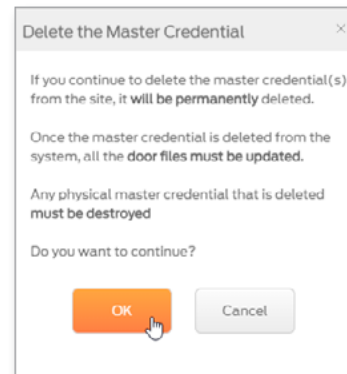 Delete the Master Credential ×
If you continue to delete the master credential(s)
from the site, it will be permanently deleted.
Once the master credential is deleted from the
system, all the door files must be updated.
Any physical master credential that is deleted
must be destroyed
Do you want to continue?
OK
Cancel